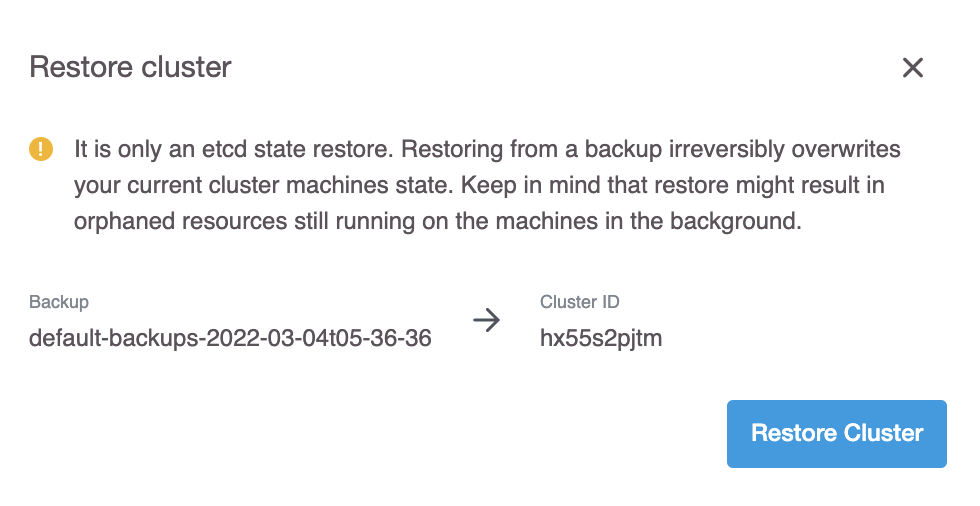 Restore cluster
It is only an etcd state restore. Restoring from a backup irreversibly overwrites
your current cluster machines state. Keep in mind that restore might result in
orphaned resources still running on the machines in the background.
Backup
default-backups-2022-03-04t05-36-36
Cluster ID
hx55s2pjtm
Restore Cluster